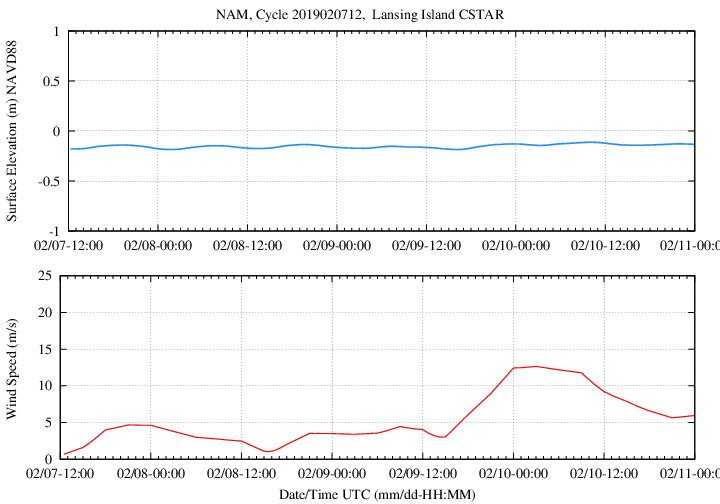 NAM, Cycle 2019020712,  Lansing Island CSTAR
Surface Elevation (m) NAVD88
1
0.5
0
-0.5
-1
02/07-12:00 02/08-00:00 02/08-12:00 02/09-00:00 02/09-12:00 02/10-00:00 02/10-12:00 02/11-00:0
Wind Speed (m/s)
25
20
15
10
5
0
02/07-12:00 02/08-00:00 02/08-12:00 02/09-00:00 02/09-12:00 02/10-00:00 02/10-12:00 02/11-00:0
Date/Time UTC (mm/dd-HH:MM)